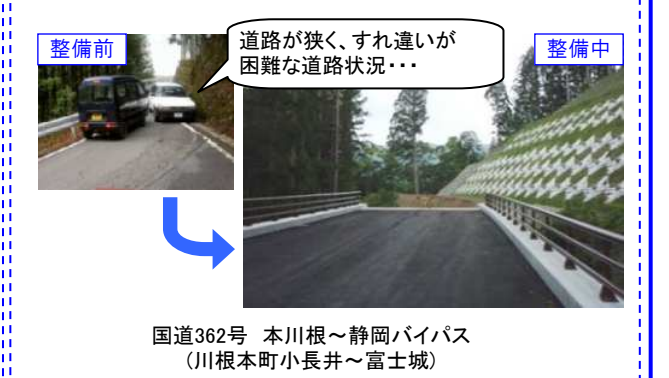 整備前
道路が狭く、すれ違いが
困難な道路状況・・・
整備中
国道362号　本川根～静岡バイパス
（川根本町小長井～富士城）